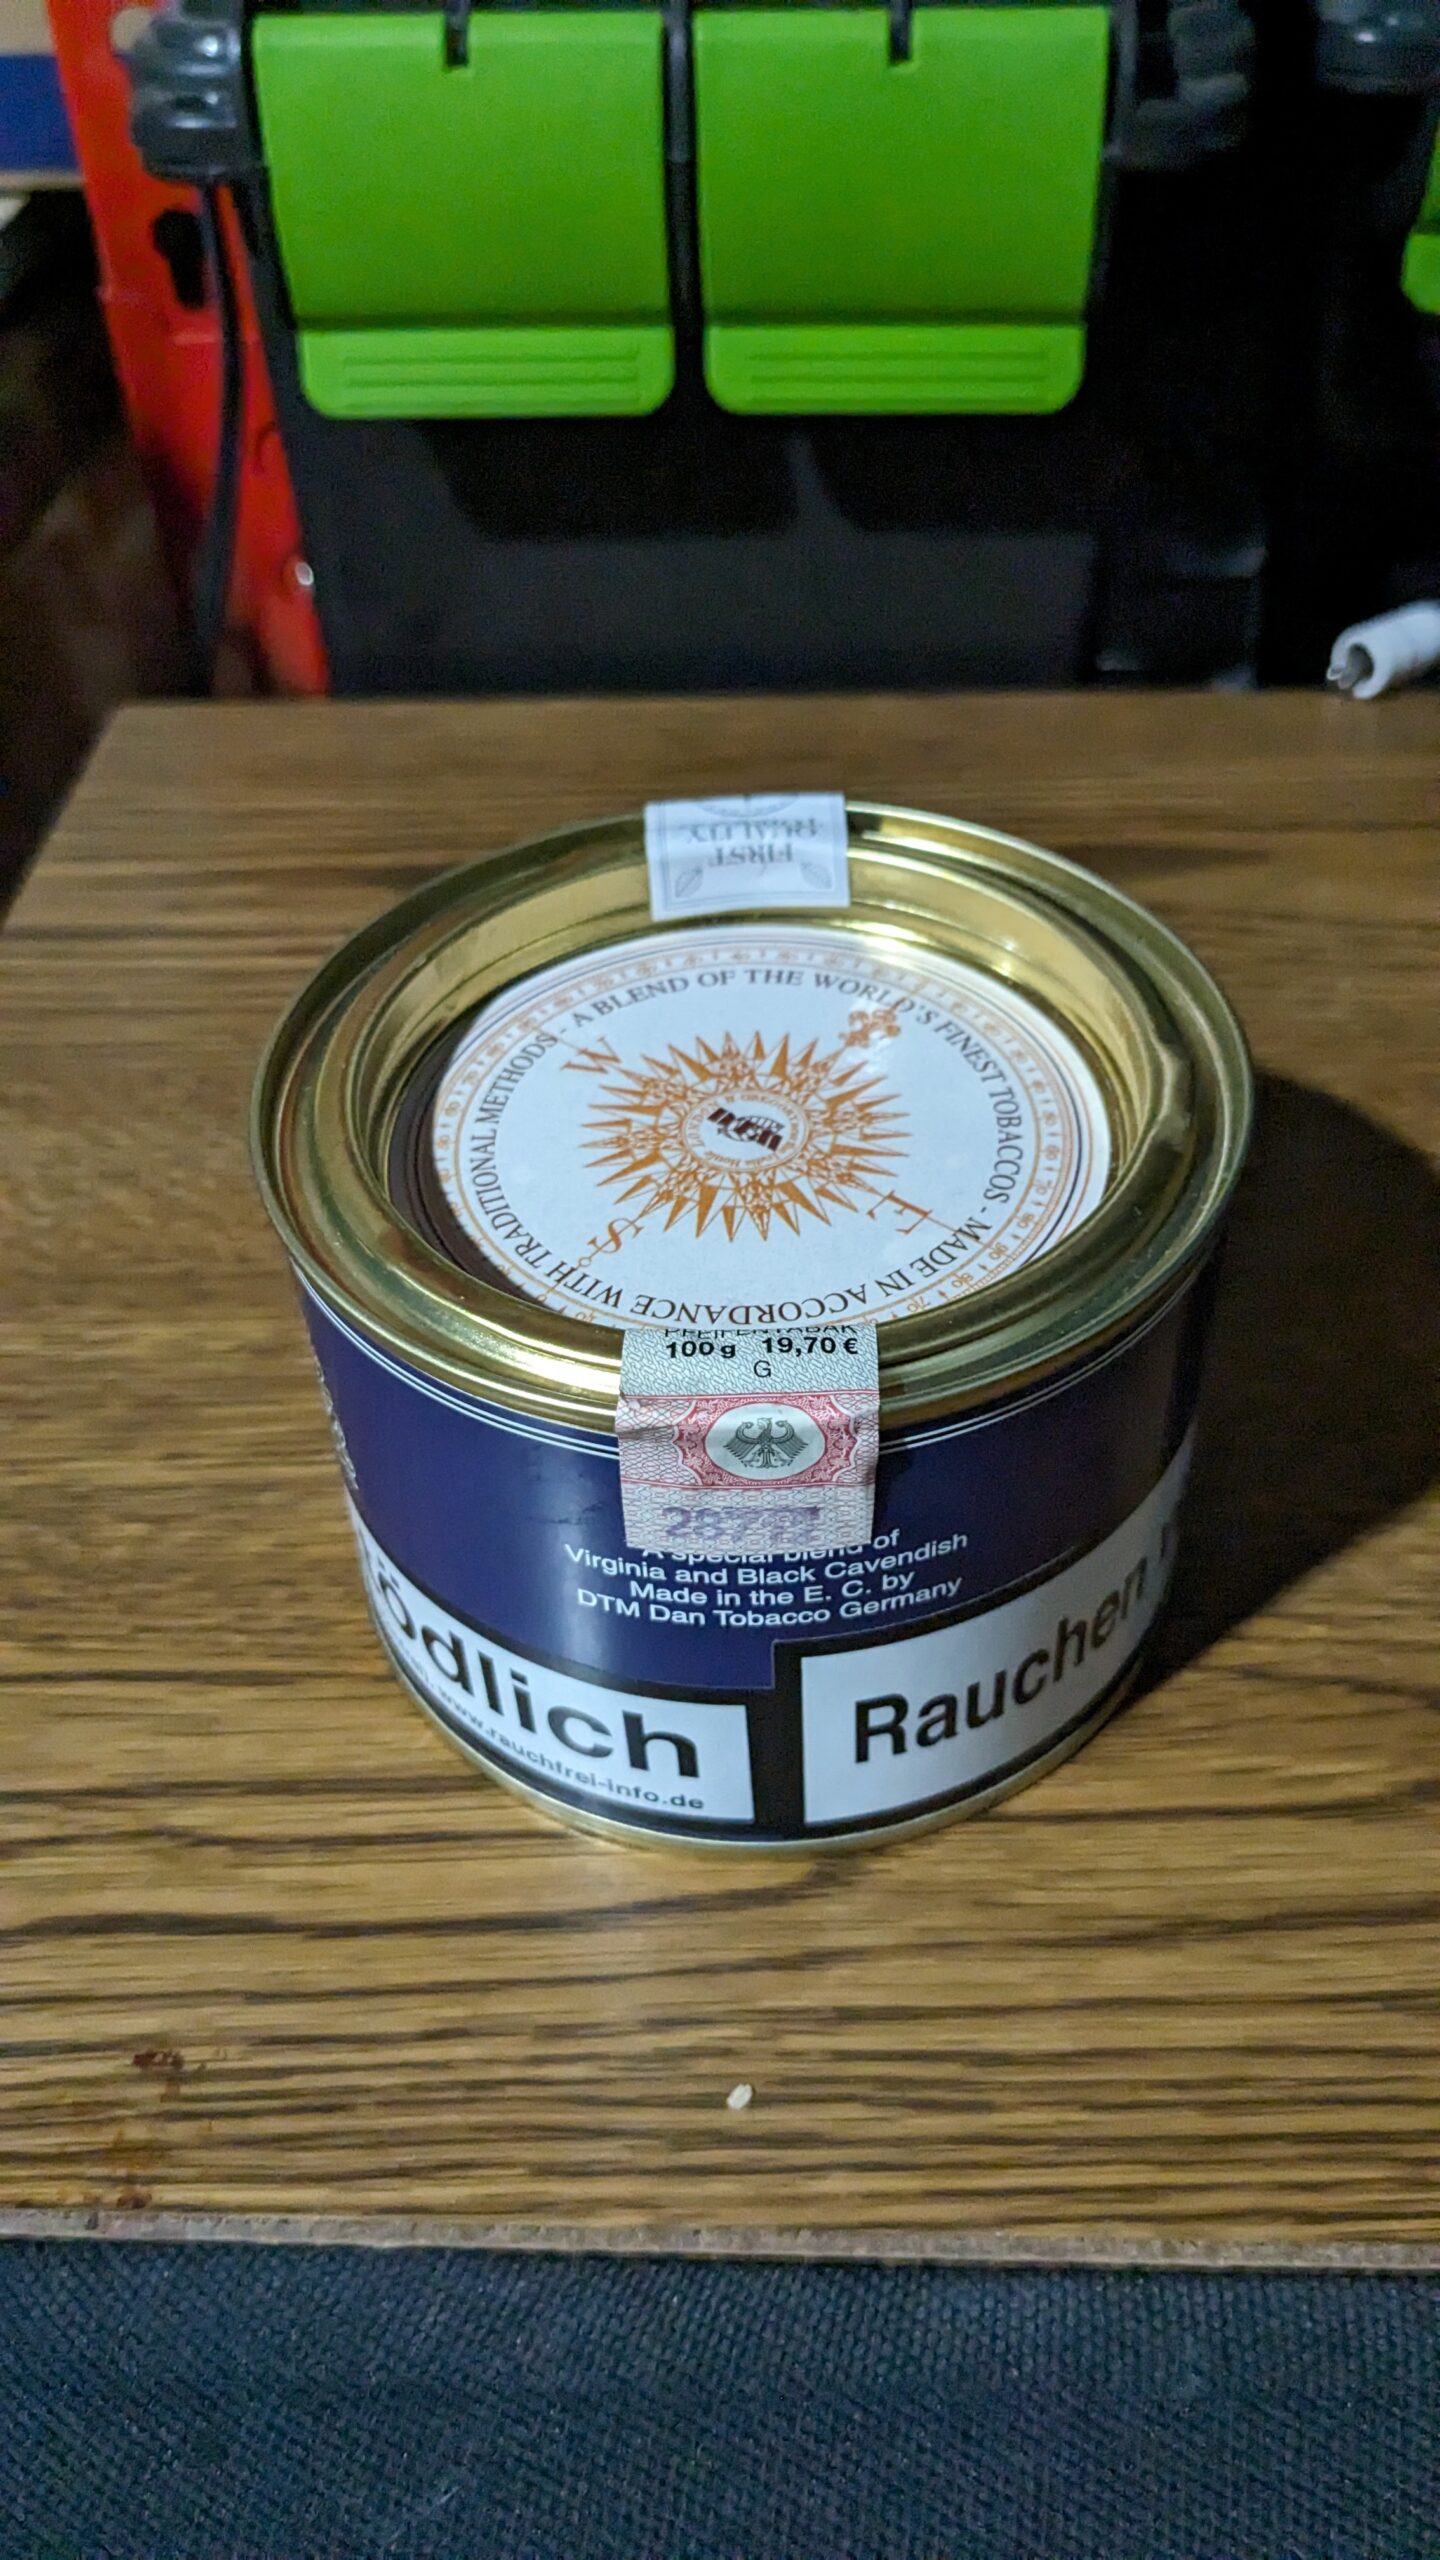 FIRST
QUALITY
A BLEND OF THE WORLD'S FINEST TOBACCOS - MADE IN ACCORDANCE WITH TRADITIONAL METHODS -
W
E
S
PFEIFENTABAK
100 g 19,70 €
G
A special blend of
Virginia and Black Cavendish
Made in the E. C. by
DTM Dan Tobacco Germany
ödlich
www.rauchfrei-info.de
Rauchen